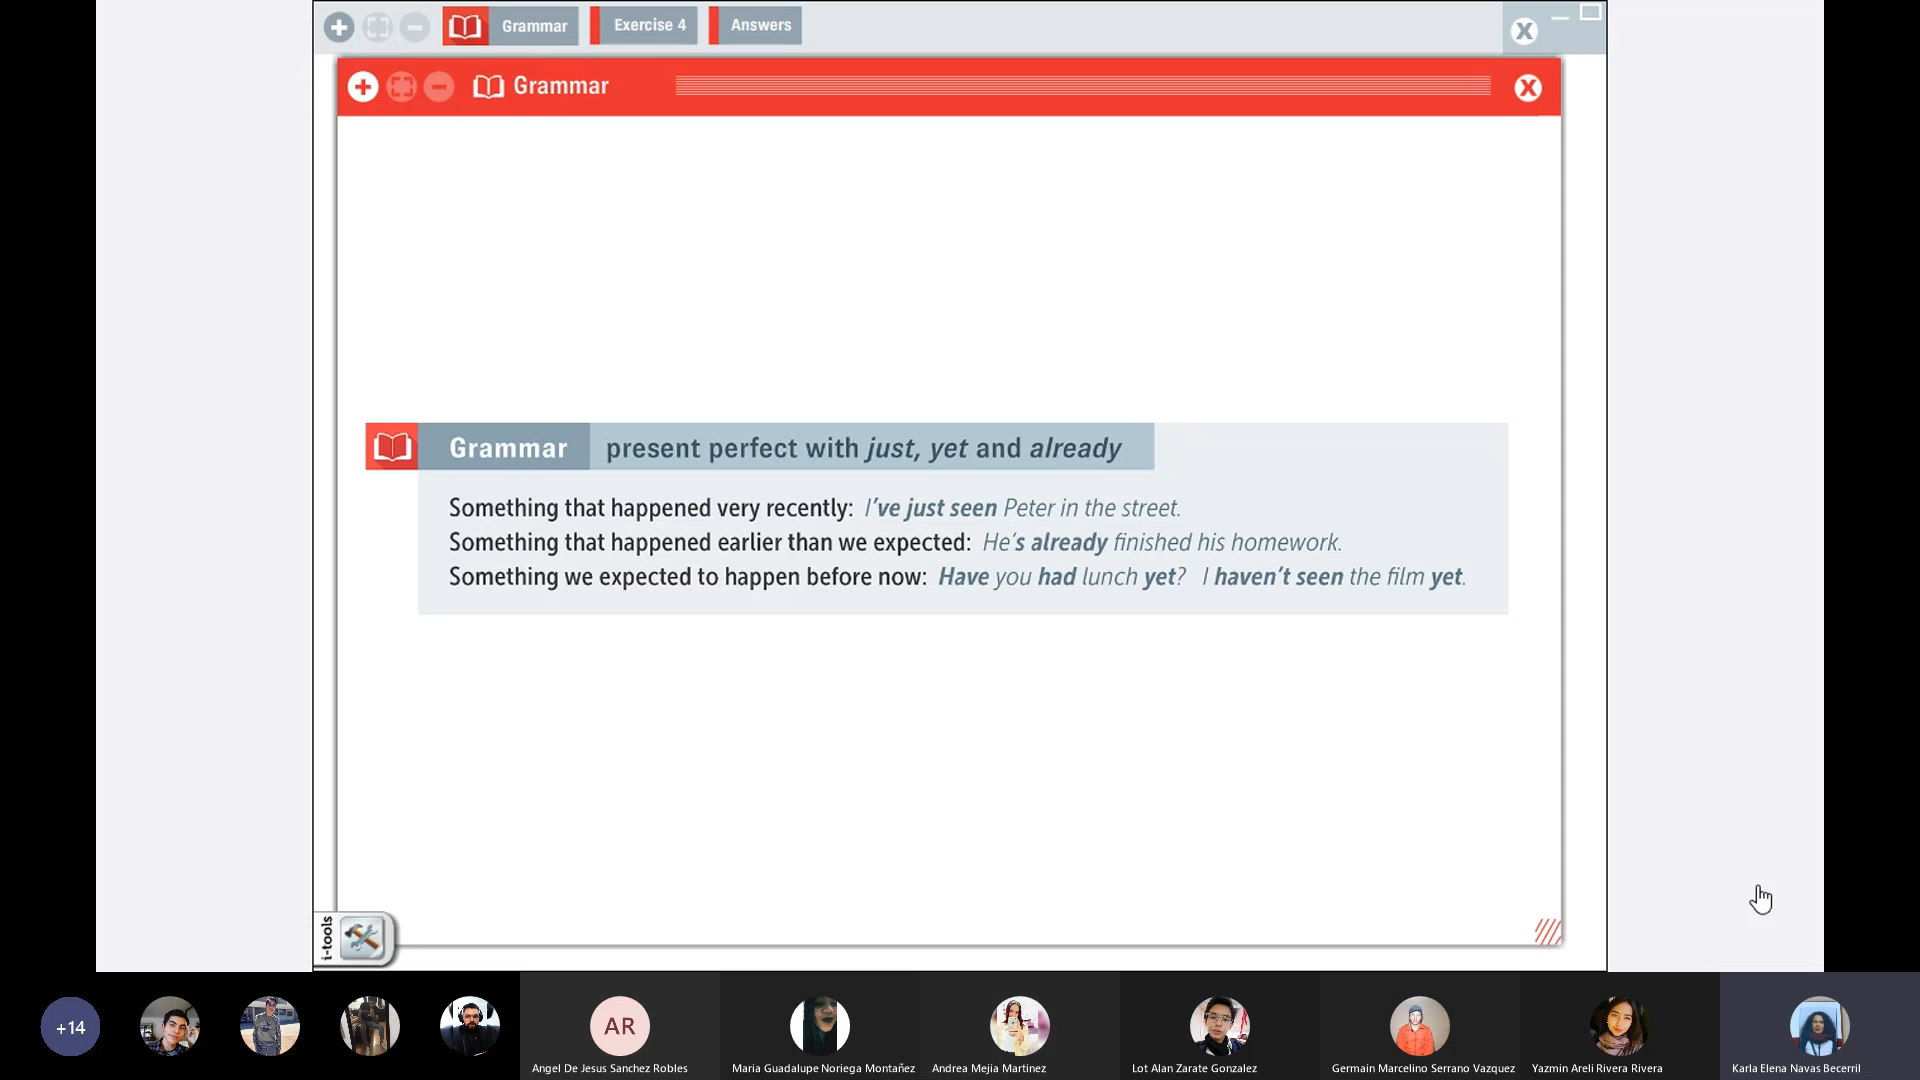 Grammar
Exercise 4
Answers
X
Grammar
X
Grammar present perfect with just, yet and already
Something that happened very recently: I've just seen Peter in the street.
Something that happened earlier than we expected: He's already finished his homework.
Something we expected to happen before now: Have you had lunch yet? I haven't seen the film yet.
i-tools
+14
AR
Angel De Jesus Sanchez Robles
Maria Guadalupe Noriega Montañez
Andrea Mejia Martinez
Lot Alan Zarate Gonzalez
Germain Marcelino Serrano Vazquez
Yazmin Areli Rivera Rivera
Karla Elena Navas Becerril